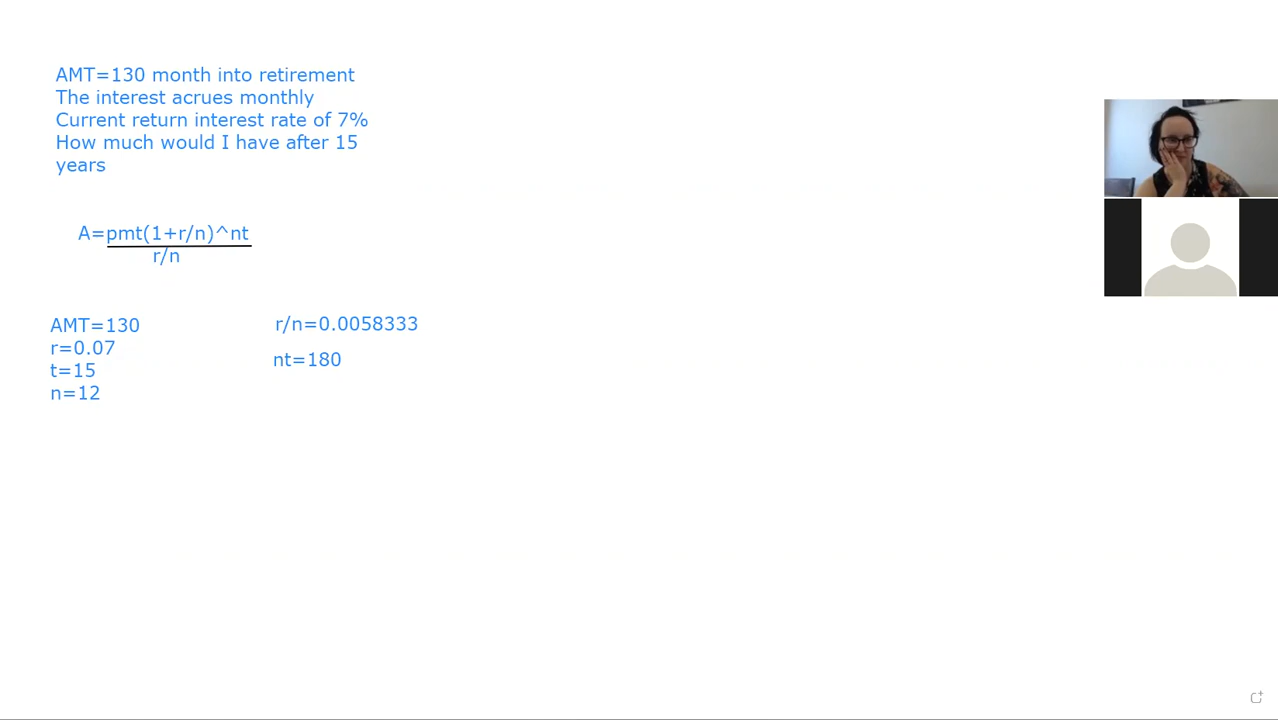 AMT=130 month into retirement
The interest acrues monthly
Current return interest rate of 7%
How much would I have after 15
years
A=pmt(1+r/n)^nt
r/n
AMT=130
r=0.07
t=15
n=12
r/n=0.0058333
nt=180